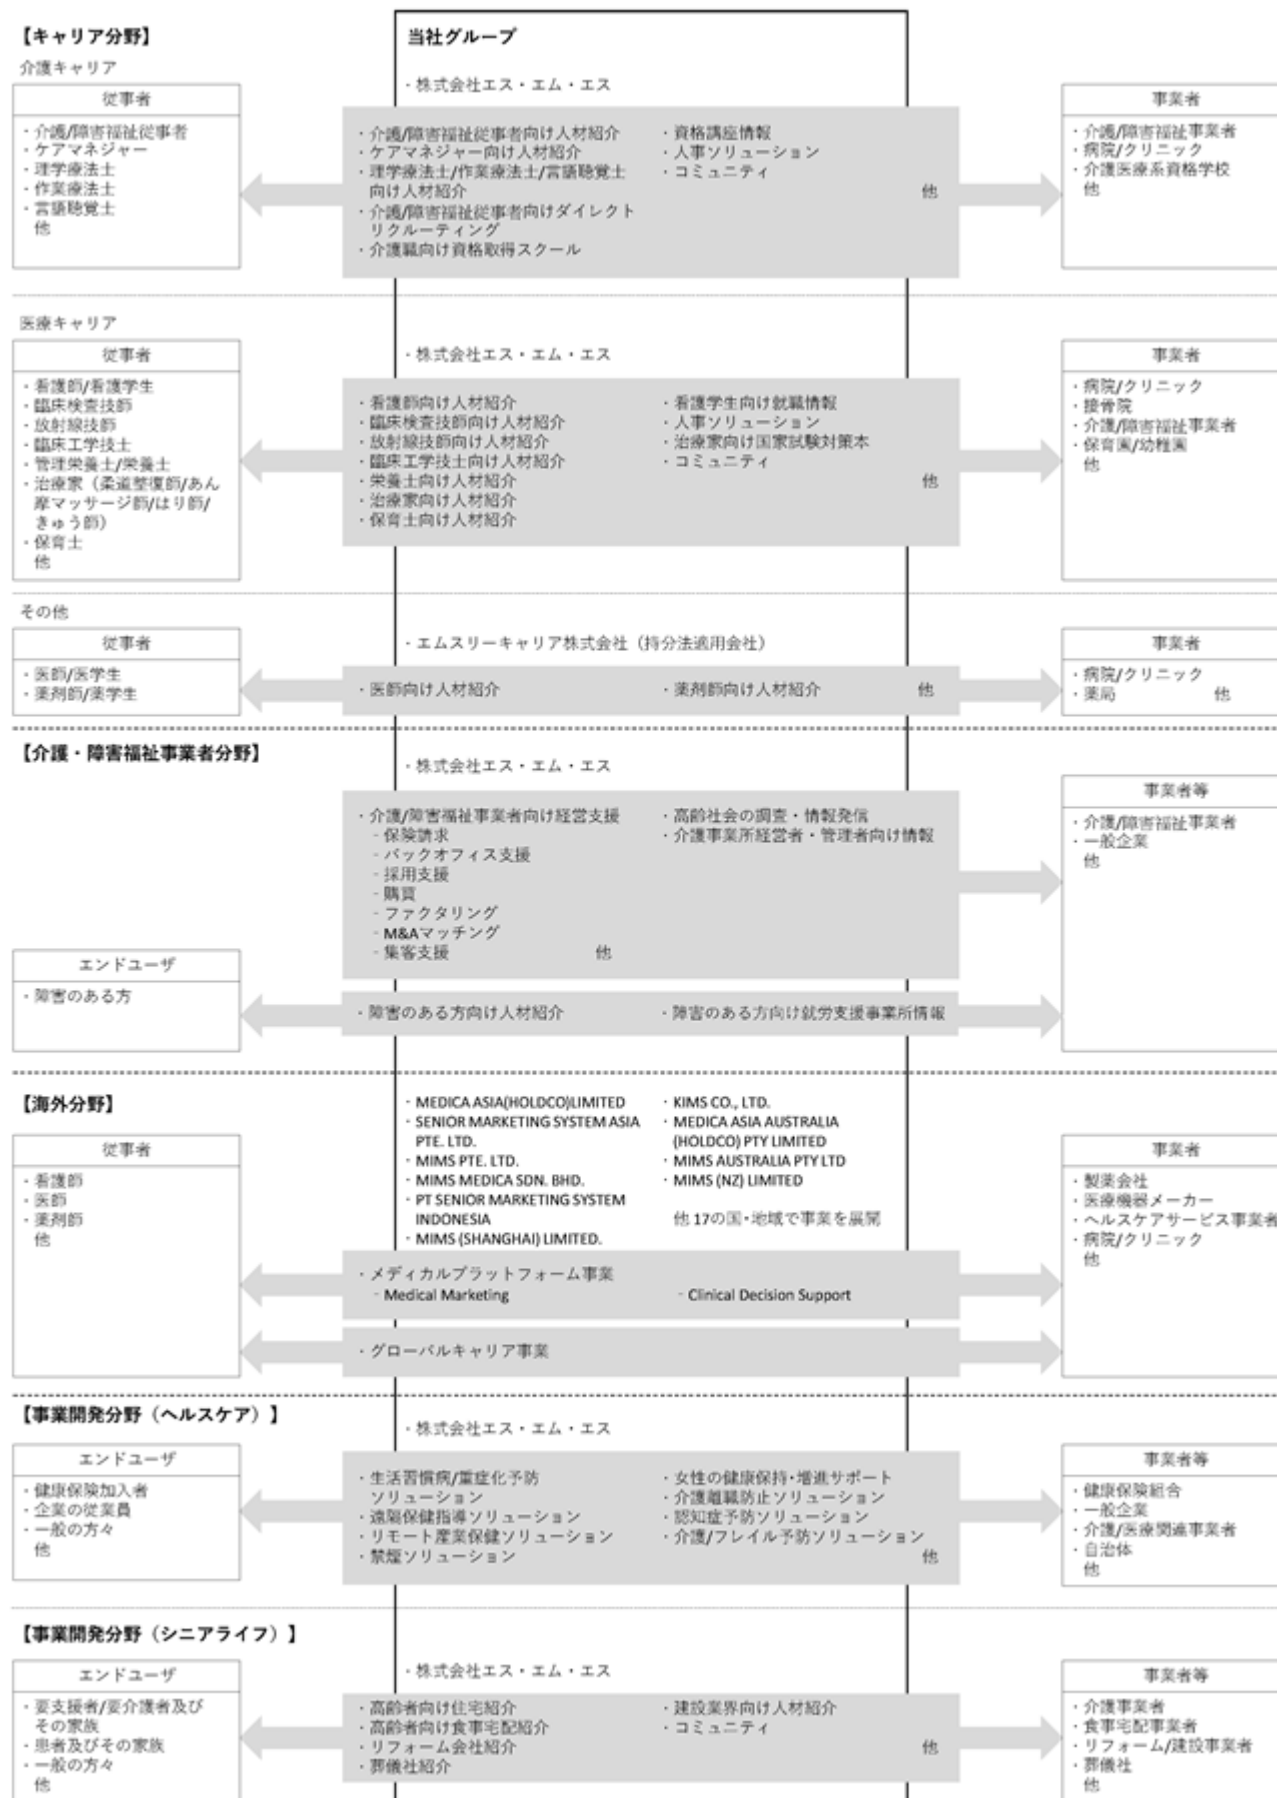 【キャリア分野】
当社グループ
介護キャリア
・株式会社エス・エム・エス
従事者
・介護/障害福祉従事者
・ケアマネジャー
・理学療法士
・作業療法士
・言語聴覚士
他
・介護/障害福祉従事者向け人材紹介
・ケアマネジャー向け人材紹介
・理学療法士/作業療法士/言語聴覚士
向け人材紹介
・介護/障害福祉従事者向けダイレクト
リクルーティング
・介護職向け資格取得スクール
・資格講座情報
・人事ソリューション
・コミュニティ
他
事業者
・介護/障害福祉事業者
・病院/クリニック
・介護医療系資格学校
他
医療キャリア
・株式会社エス・エム・エス
従事者
・看護師/看護学生
・臨床検査技師
・放射線技師
・臨床工学技士
・管理栄養士/栄養士
・治療家（柔道整復師/あん
摩マッサージ師/はり師/
きゅう師）
・保育士
他
・看護師向け人材紹介
・臨床検査技師向け人材紹介
・放射線技師向け人材紹介
・臨床工学技士向け人材紹介
・栄養士向け人材紹介
・治療家向け人材紹介
・保育士向け人材紹介
・看護学生向け就職情報
・人事ソリューション
・治療家向け国家試験対策本
・コミュニティ
他
事業者
・病院/クリニック
・接骨院
・介護/障害福祉事業者
・保育園/幼稚園
他
その他
・エムスリーキャリア株式会社（持分法適用会社）
従事者
・医師/医学生
・薬剤師/薬学生
・医師向け人材紹介
・薬剤師向け人材紹介 他
事業者
・病院/クリニック
・薬局 他
【介護・障害福祉事業者分野】
・株式会社エス・エム・エス
・介護/障害福祉事業者向け経営支援
- 保険請求
- バックオフィス支援
- 採用支援
- 購買
- ファクタリング
- M&Aマッチング
- 集客支援 他
・高齢社会の調査・情報発信
・介護事業所経営者・管理者向け情報
事業者等
・介護/障害福祉事業者
・一般企業
他
エンドユーザ
・障害のある方
・障害のある方向け人材紹介
・障害のある方向け就労支援事業所情報
【海外分野】
・MEDICA ASIA(HOLDCO)LIMITED
・SENIOR MARKETING SYSTEM ASIA
PTE. LTD.
・MIMS PTE. LTD.
・MIMS MEDICA SDN. BHD.
・PT SENIOR MARKETING SYSTEM
INDONESIA
・MIMS (SHANGHAI) LIMITED.
・KIMS CO., LTD.
・MEDICA ASIA AUSTRALIA
(HOLDCO) PTY LIMITED
・MIMS AUSTRALIA PTY LTD
・MIMS (NZ) LIMITED
他 17の国・地域で事業を展開
従事者
・看護師
・医師
・薬剤師
他
・メディカルプラットフォーム事業
- Medical Marketing
- Clinical Decision Support
・グローバルキャリア事業
事業者
・製薬会社
・医療機器メーカー
・ヘルスケアサービス事業者
・病院/クリニック
他
【事業開発分野（ヘルスケア）】
・株式会社エス・エム・エス
エンドユーザ
・健康保険加入者
・企業の従業員
・一般の方々
他
・生活習慣病/重症化予防
ソリューション
・遠隔保健指導ソリューション
・リモート産業保健ソリューション
・禁煙ソリューション
・女性の健康保持・増進サポート
・介護離職防止ソリューション
・認知症予防ソリューション
・介護/フレイル予防ソリューション
他
事業者等
・健康保険組合
・一般企業
・介護/医療関連事業者
・自治体
他
【事業開発分野（シニアライフ）】
・株式会社エス・エム・エス
エンドユーザ
・要支援者/要介護者及び
その家族
・患者及びその家族
・一般の方々
他
・高齢者向け住宅紹介
・高齢者向け食事宅配紹介
・リフォーム会社紹介
・葬儀社紹介
・建設業界向け人材紹介
・コミュニティ
他
事業者等
・介護事業者
・食事宅配事業者
・リフォーム/建設事業者
・葬儀社
他